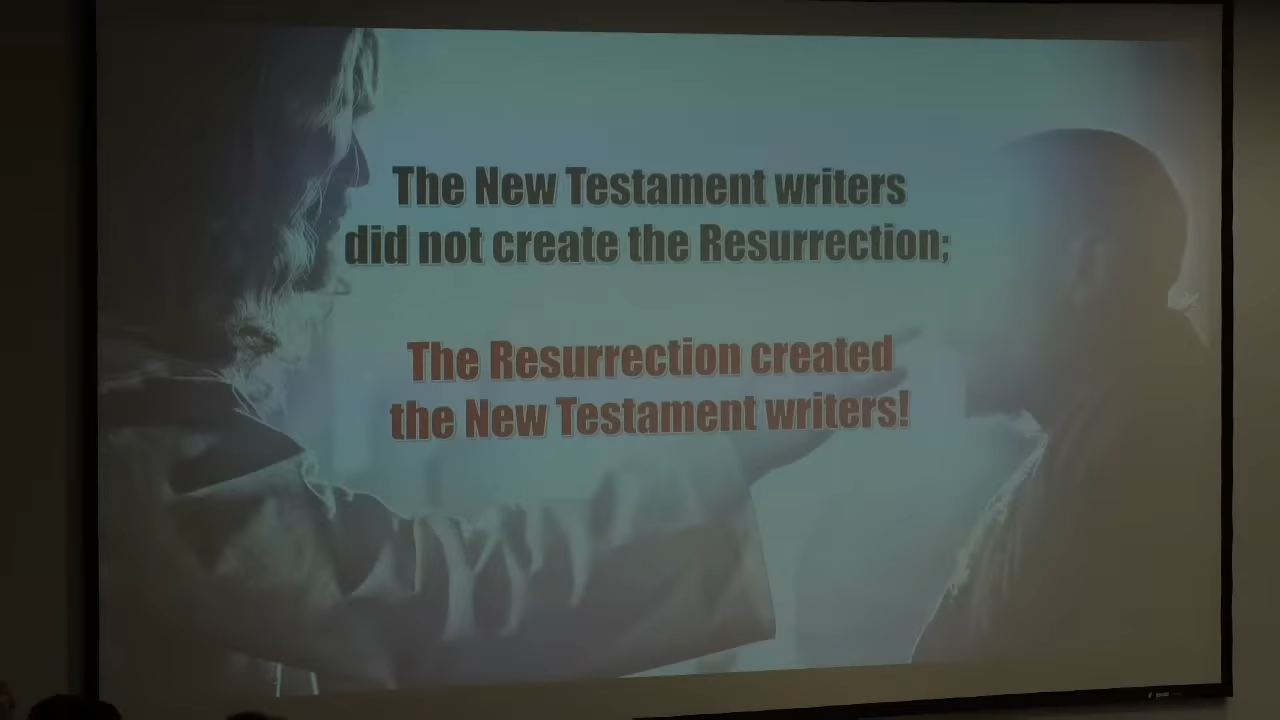 The New Testament writers
did not create the Resurrection;
The Resurrection created
the New Testament writers!